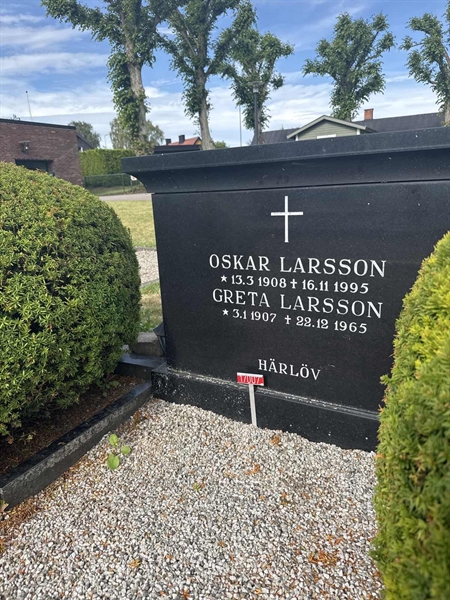 OSKAR LARSSON
* 13.3 1908 † 16.11 1995
GRETA LARSSON
* 3.1 1907 † 22.12 1965
HÄRLÖV